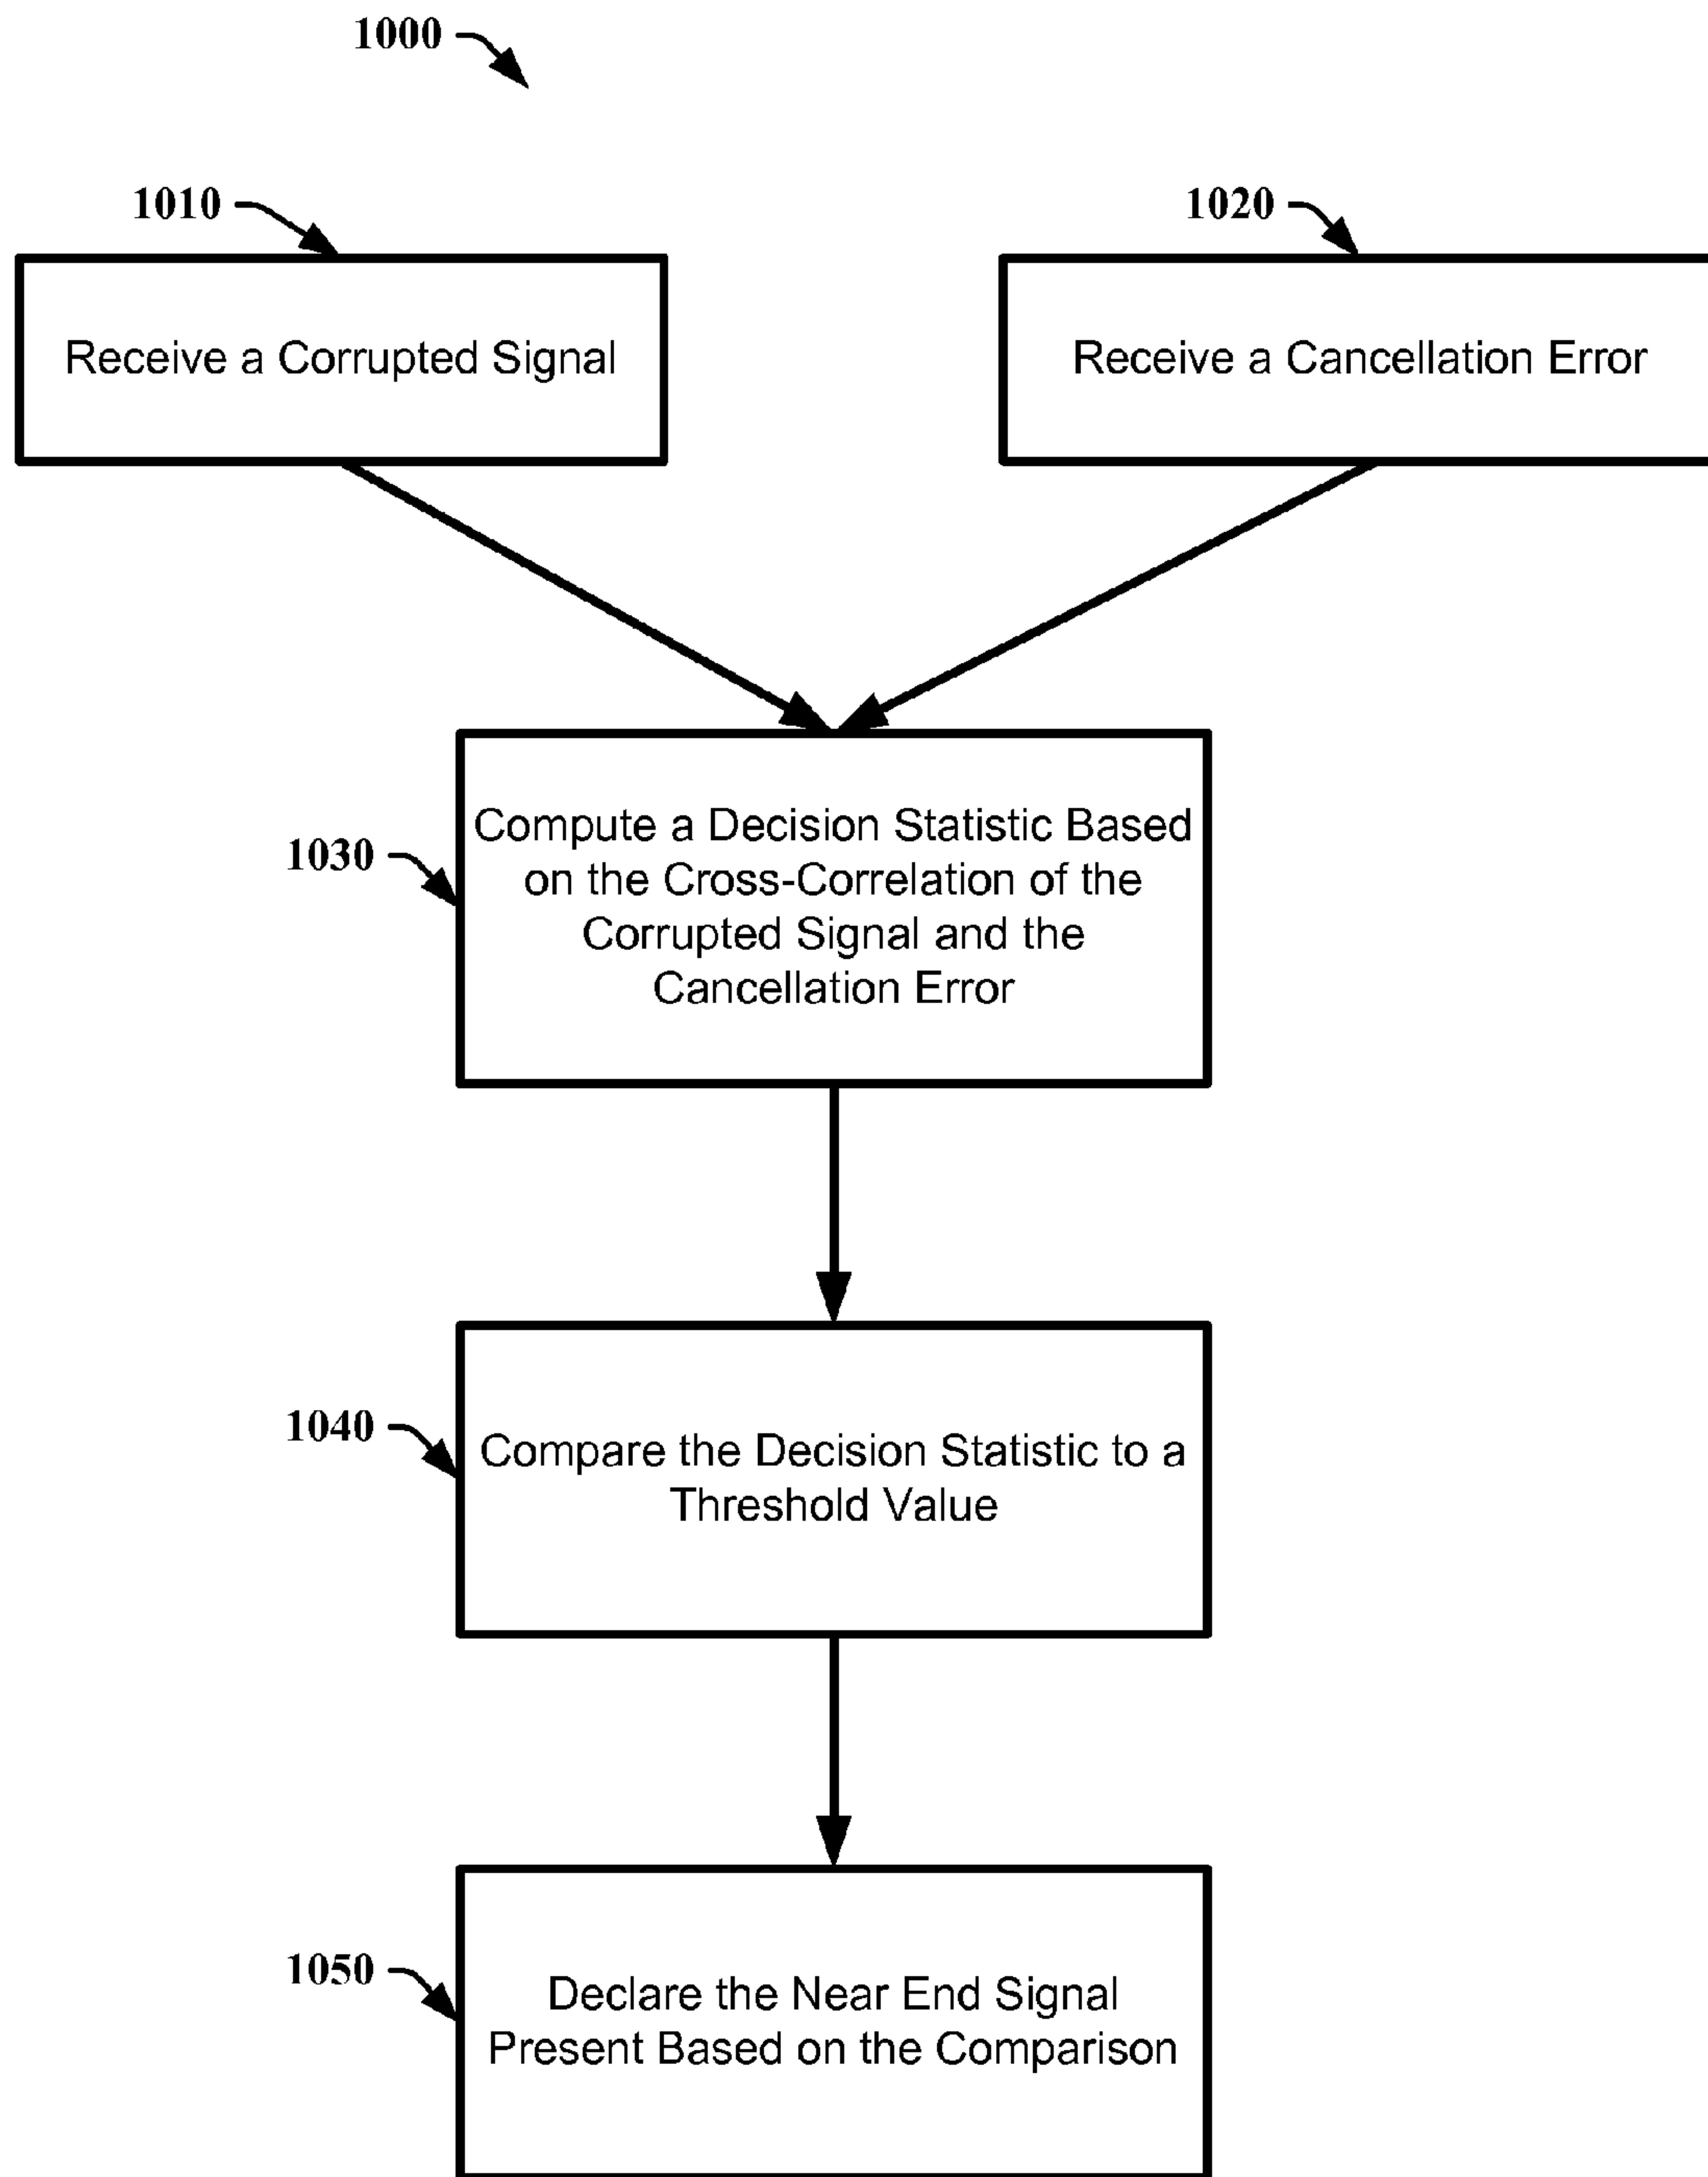 1000
1010
1020
Receive a Corrupted Signal
Receive a Cancellation Error
1030
Compute a Decision Statistic Based
on the Cross-Correlation of the
Corrupted Signal and the
Cancellation Error
1040
Compare the Decision Statistic to a
Threshold Value
1050
Declare the Near End Signal
Present Based on the Comparison